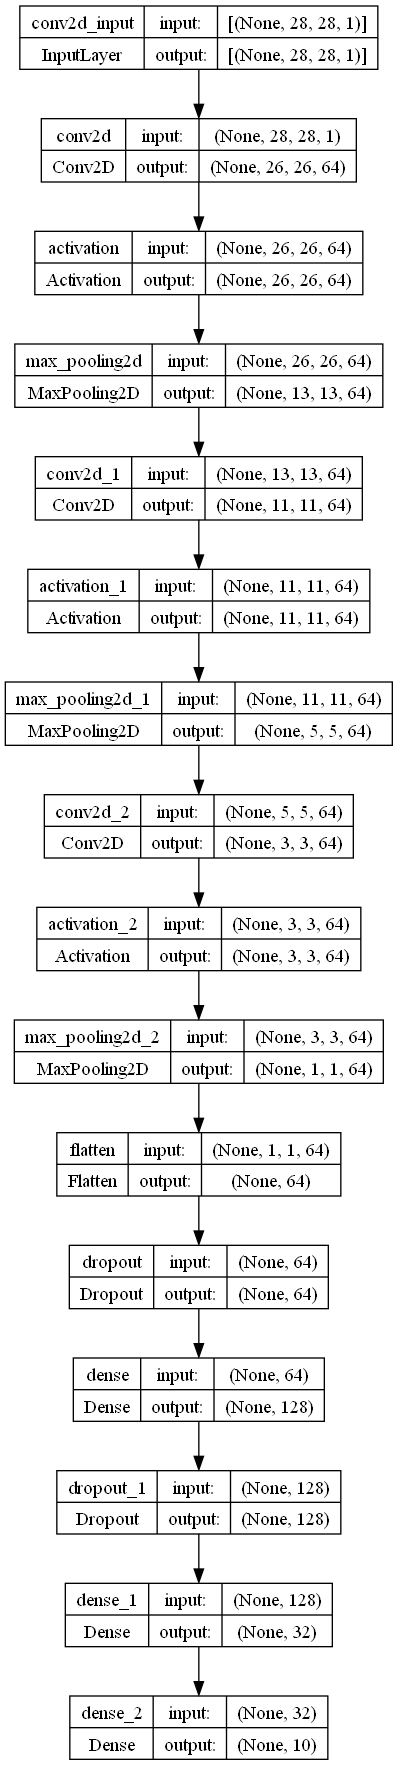 conv2d_input input: [(None, 28, 28, 1)]
InputLayer output: [(None, 28, 28, 1)]
conv2d input: (None, 28, 28, 1)
Conv2D output: (None, 26, 26, 64)
activation input: (None, 26, 26, 64)
Activation output: (None, 26, 26, 64)
max_pooling2d input: (None, 26, 26, 64)
MaxPooling2D output: (None, 13, 13, 64)
conv2d_1 input: (None, 13, 13, 64)
Conv2D output: (None, 11, 11, 64)
activation_1 input: (None, 11, 11, 64)
Activation output: (None, 11, 11, 64)
max_pooling2d_1 input: (None, 11, 11, 64)
MaxPooling2D output: (None, 5, 5, 64)
conv2d_2 input: (None, 5, 5, 64)
Conv2D output: (None, 3, 3, 64)
activation_2 input: (None, 3, 3, 64)
Activation output: (None, 3, 3, 64)
max_pooling2d_2 input: (None, 3, 3, 64)
MaxPooling2D output: (None, 1, 1, 64)
flatten input: (None, 1, 1, 64)
Flatten output: (None, 64)
dropout input: (None, 64)
Dropout output: (None, 64)
dense input: (None, 64)
Dense output: (None, 128)
dropout_1 input: (None, 128)
Dropout output: (None, 128)
dense_1 input: (None, 128)
Dense output: (None, 32)
dense_2 input: (None, 32)
Dense output: (None, 10)